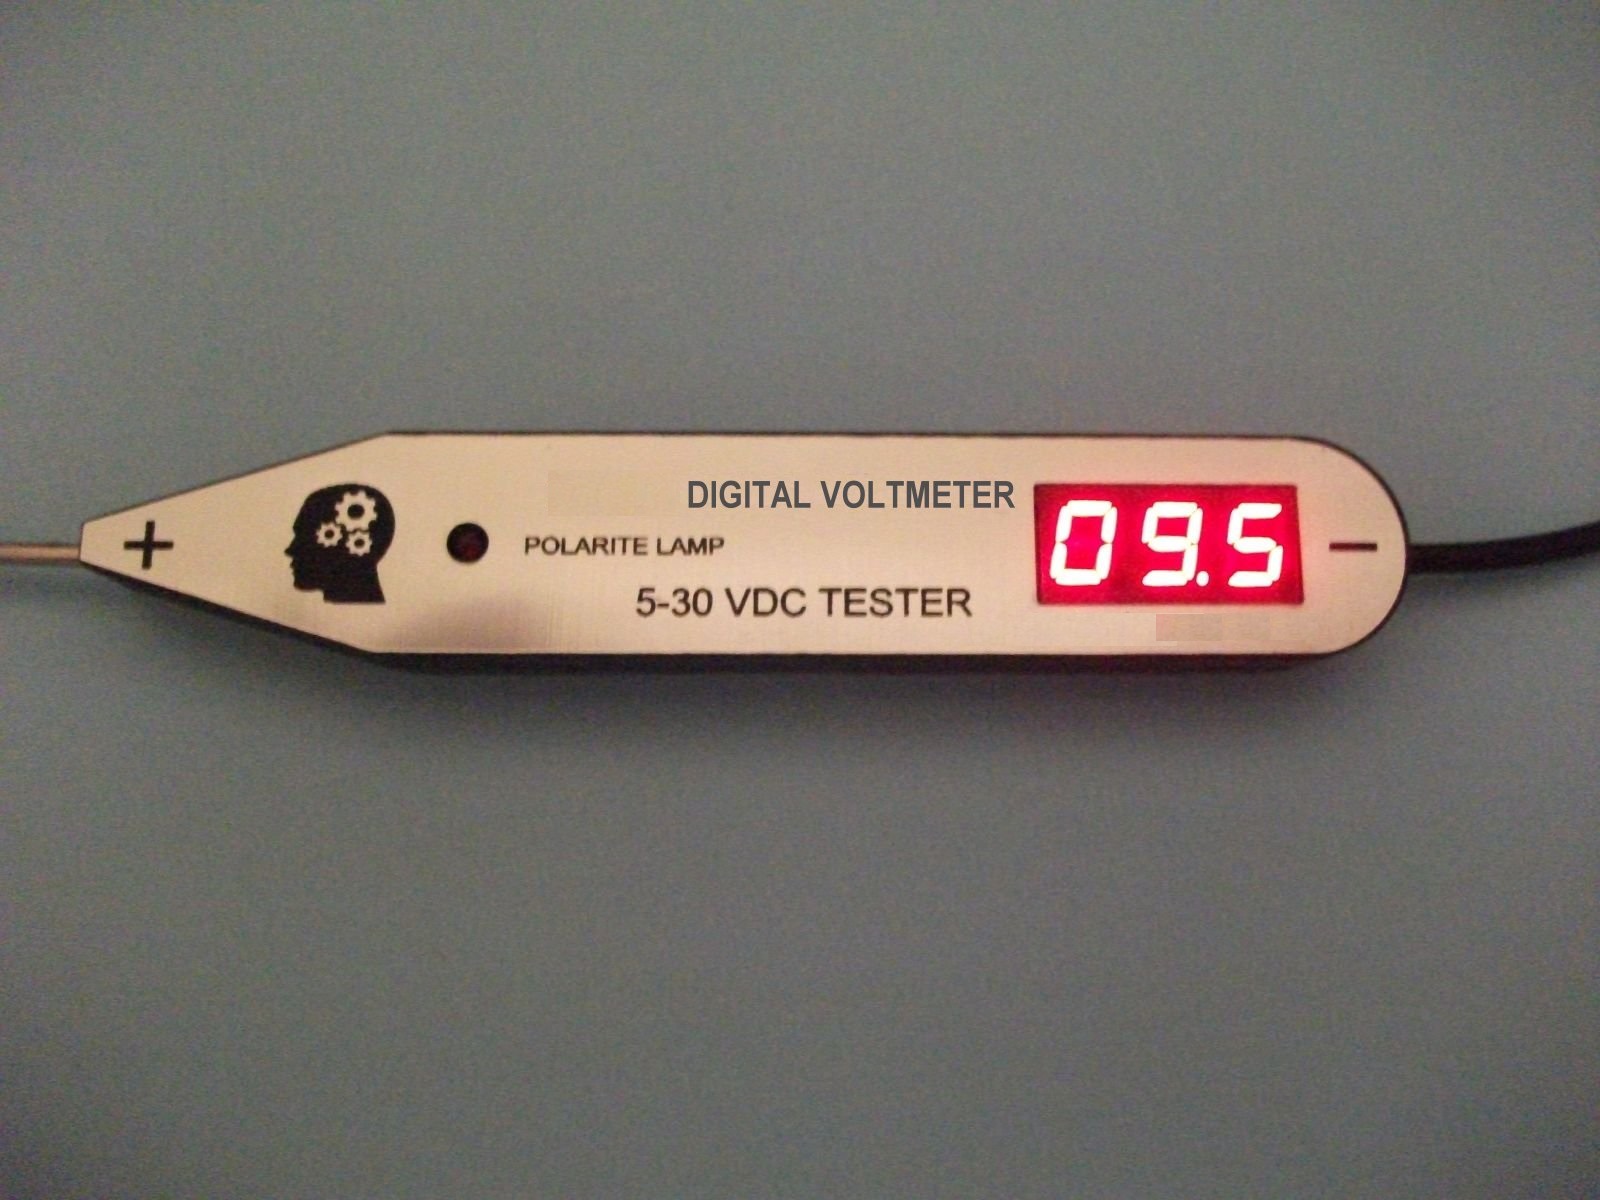 DIGITAL VOLTMETER
09.5
+
POLARITE LAMP
−
5-30 VDC TESTER